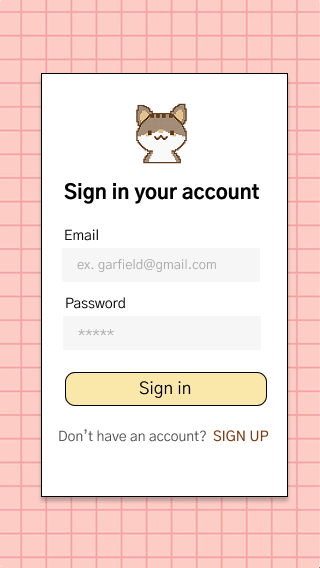 Sign in your account
Email
ex. garfield@gmail.com
Password
*****
Sign in
Don't have an account? SIGN UP